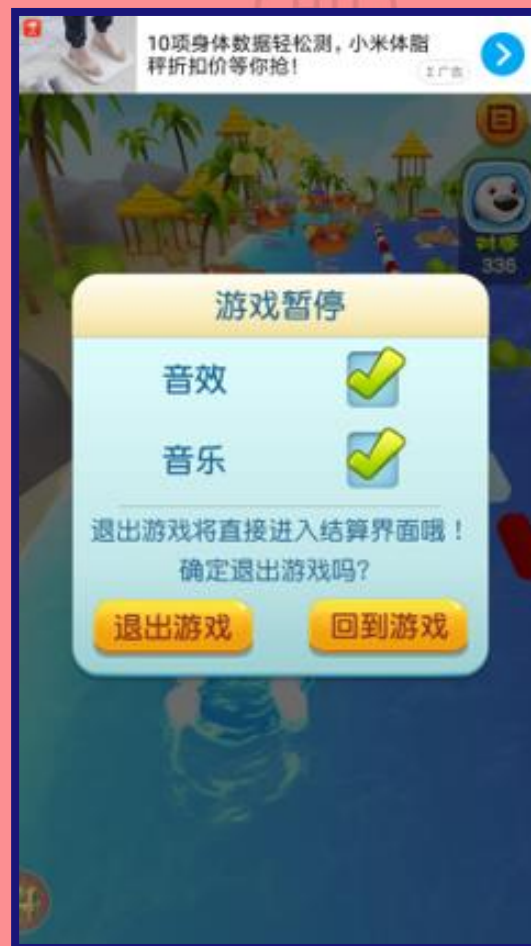 10项身体数据轻松测，小米体脂
秤折扣价等你抢！
广告
336
游戏暂停
音效
音乐
退出游戏将直接进入结算界面哦！
确定退出游戏吗？
退出游戏
回到游戏